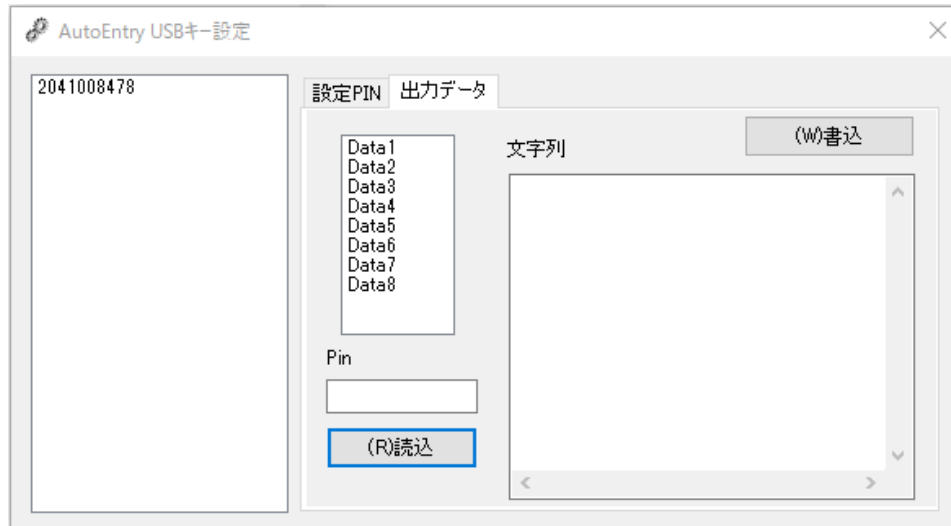 AutoEntry USBキー設定
2041008478
設定PIN
出力データ
Data1
Data2
Data3
Data4
Data5
Data6
Data7
Data8
Pin
(R)読込
文字列
(W)書込